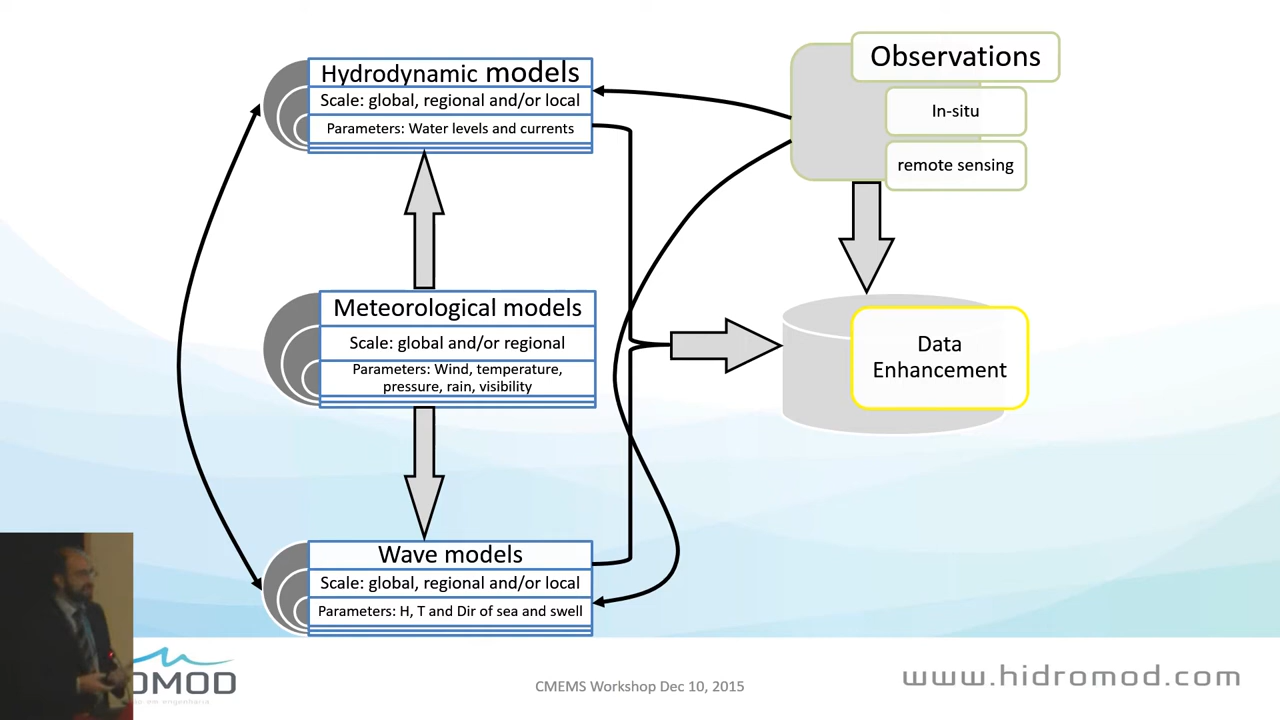 Hydrodynamic models
Scale: global, regional and/or local
Parameters: Water levels and currents
Observations
In-situ
remote sensing
Meteorological models
Scale: global and/or regional
Parameters: Wind, temperature,
pressure, rain, visibility
Data
Enhancement
Wave models
Scale: global, regional and/or local
Parameters: H, T and Dir of sea and swell
OMOD
em engenharia
CMEMS Workshop Dec 10, 2015
www.hidromod.com